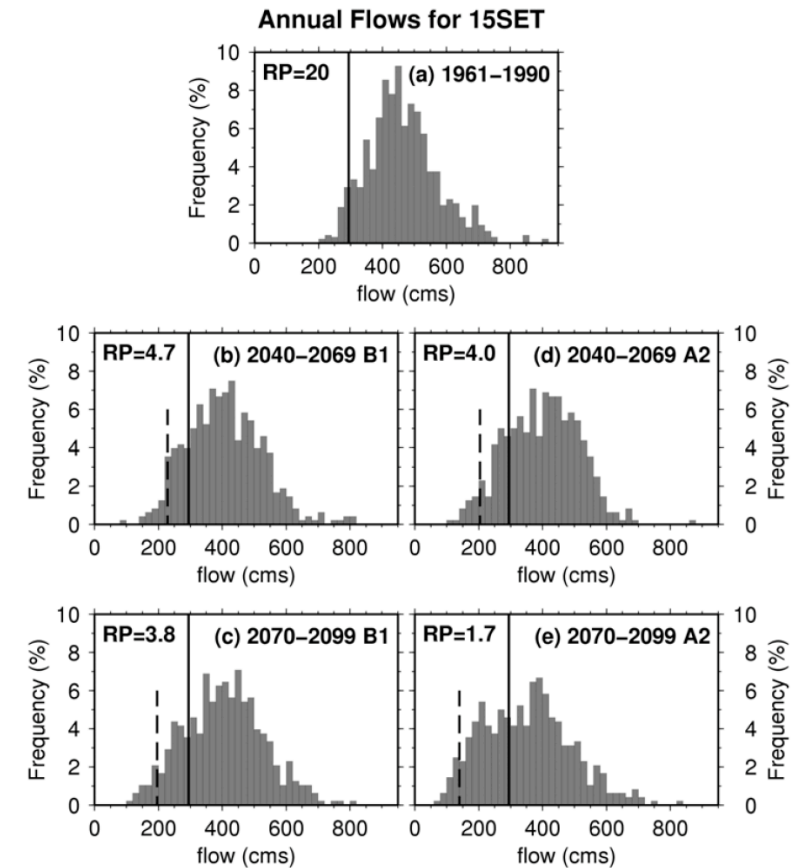 Annual Flows for 15SET
10
8
6
4
2
0
Frequency (%)
RP=20
(a) 1961−1990
0 200 400 600 800
flow (cms)
10
8
6
4
2
0
Frequency (%)
RP=4.7
(b) 2040−2069 B1
0 200 400 600 800
flow (cms)
RP=4.0
(d) 2040−2069 A2
10
8
6
4
2
0
Frequency (%)
0 200 400 600 800
flow (cms)
10
8
6
4
2
0
Frequency (%)
RP=3.8
(c) 2070−2099 B1
0 200 400 600 800
flow (cms)
RP=1.7
(e) 2070−2099 A2
10
8
6
4
2
0
Frequency (%)
0 200 400 600 800
flow (cms)